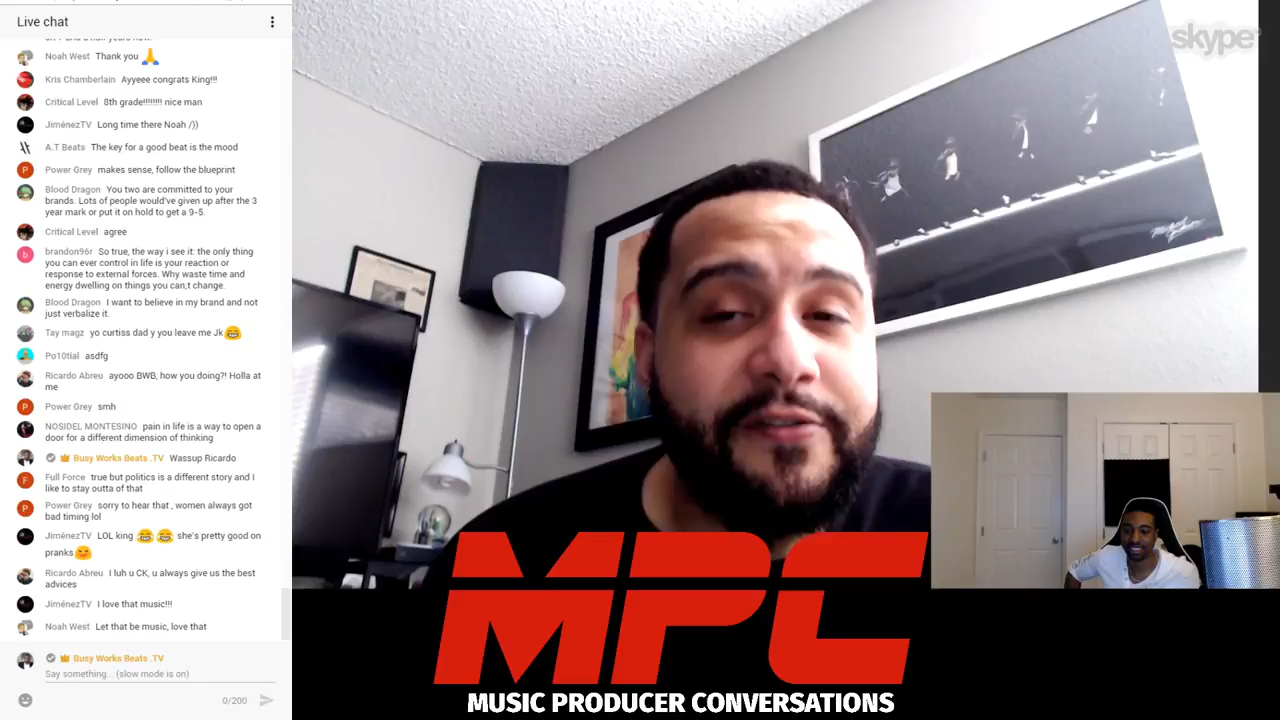 Live chat
Noah West Thank you 🙏
Kris Chamberlain Ayyeee congrats King!!!
Critical Level 8th grade!!!!!!!! nice man
JiménezTV Long time there Noah /))
A.T Beats The key for a good beat is the mood
P
Power Grey makes sense, follow the blueprint
Blood Dragon You two are committed to your
brands. Lots of people would've given up after the 3
year mark or put it on hold to get a 9-5.
Critical Level agree
b
brandon96r So true, the way i see it: the only thing
you can ever control in life is your reaction or
response to external forces. Why waste time and
energy dwelling on things you can,t change.
Blood Dragon I want to believe in my brand and not
just verbalize it.
Tay magz yo curtiss dad y you leave me Jk😂
Po10tial asdfg
Ricardo Abreu ayooo BWB, how you doing?! Holla at
me
P
Power Grey smh
NOSIDEL MONTESINO pain in life is a way to open a
door for a different dimension of thinking
Busy Works Beats .TV Wassup Ricardo
F
Full Force true but politics is a different story and I
like to stay outta of that
P
Power Grey sorry to hear that , women always got
bad timing lol
JiménezTV LOL king 😂 😂 she's pretty good on
pranks
Ricardo Abreu I luh u CK, u always give us the best
advices
JiménezTV I love that music!!!
Noah West Let that be music, love that
Busy Works Beats .TV
Say something... (slow mode is on)
0/200
skype
MPC
MUSIC PRODUCER CONVERSATIONS